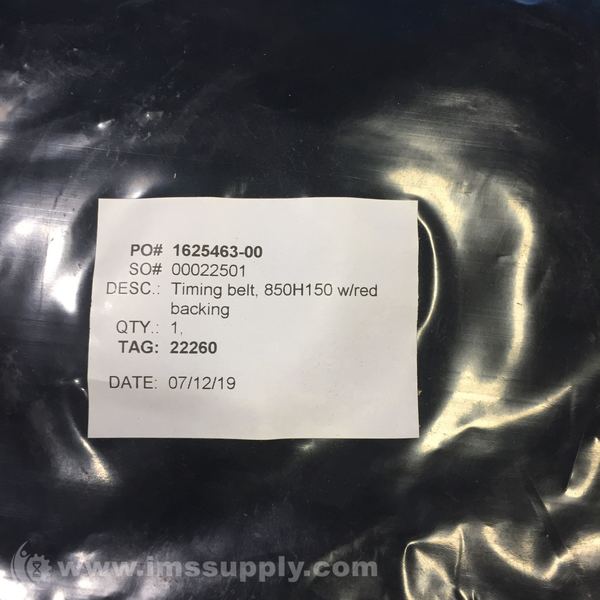 PO# 1625463-00
SO# 00022501
DESC.: Timing belt, 850H150 w/red
backing
QTY.: 1,
TAG: 22260
DATE: 07/12/19
www.imssupply.com